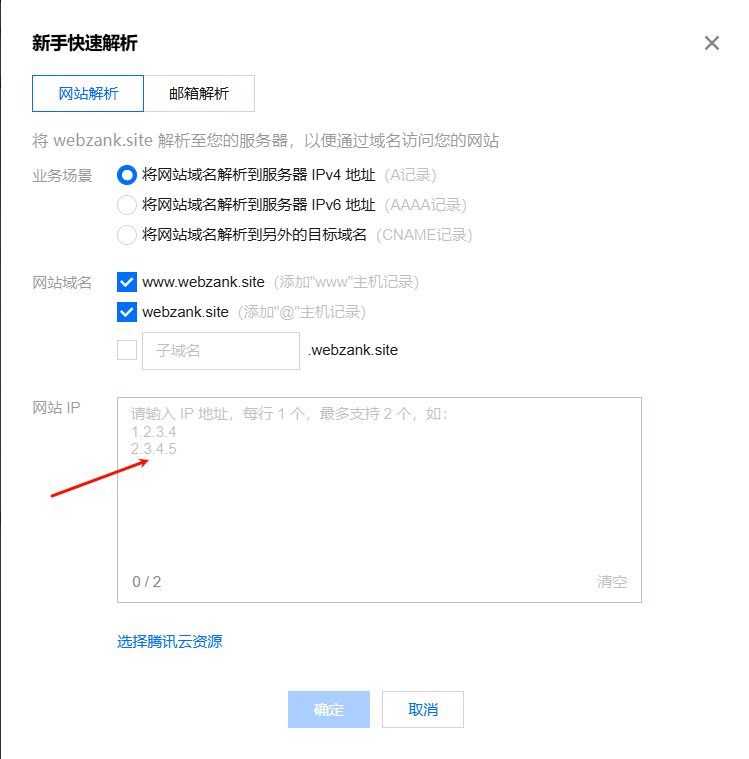 新手快速解析
网站解析 邮箱解析
将 webzank.site 解析至您的服务器，以便通过域名访问您的网站
业务场景 将网站域名解析到服务器 IPv4 地址 (A记录)
将网站域名解析到服务器 IPv6 地址 (AAAA记录)
将网站域名解析到另外的目标域名 (CNAME记录)
网站域名 www.webzank.site (添加"www"主机记录)
webzank.site (添加"@"主机记录)
子域名 .webzank.site
网站 IP 请输入 IP 地址，每行 1 个，最多支持 2 个，如：
1.2.3.4
2.3.4.5
0 / 2 清空
选择腾讯云资源
确定 取消